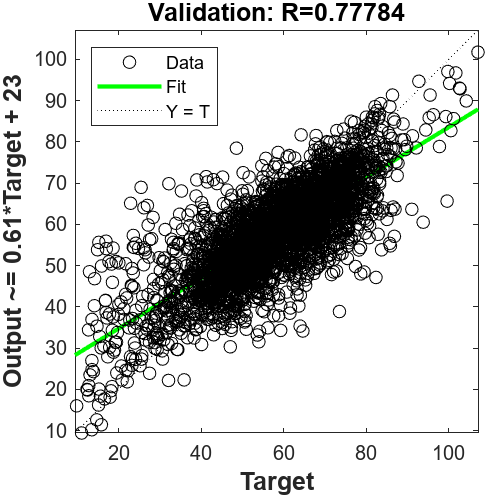 Validation: R=0.77784
Output ~= 0.61*Target + 23
100
90
80
70
60
50
40
30
20
10
Data
Fit
Y = T
20
40
60
80
100
Target